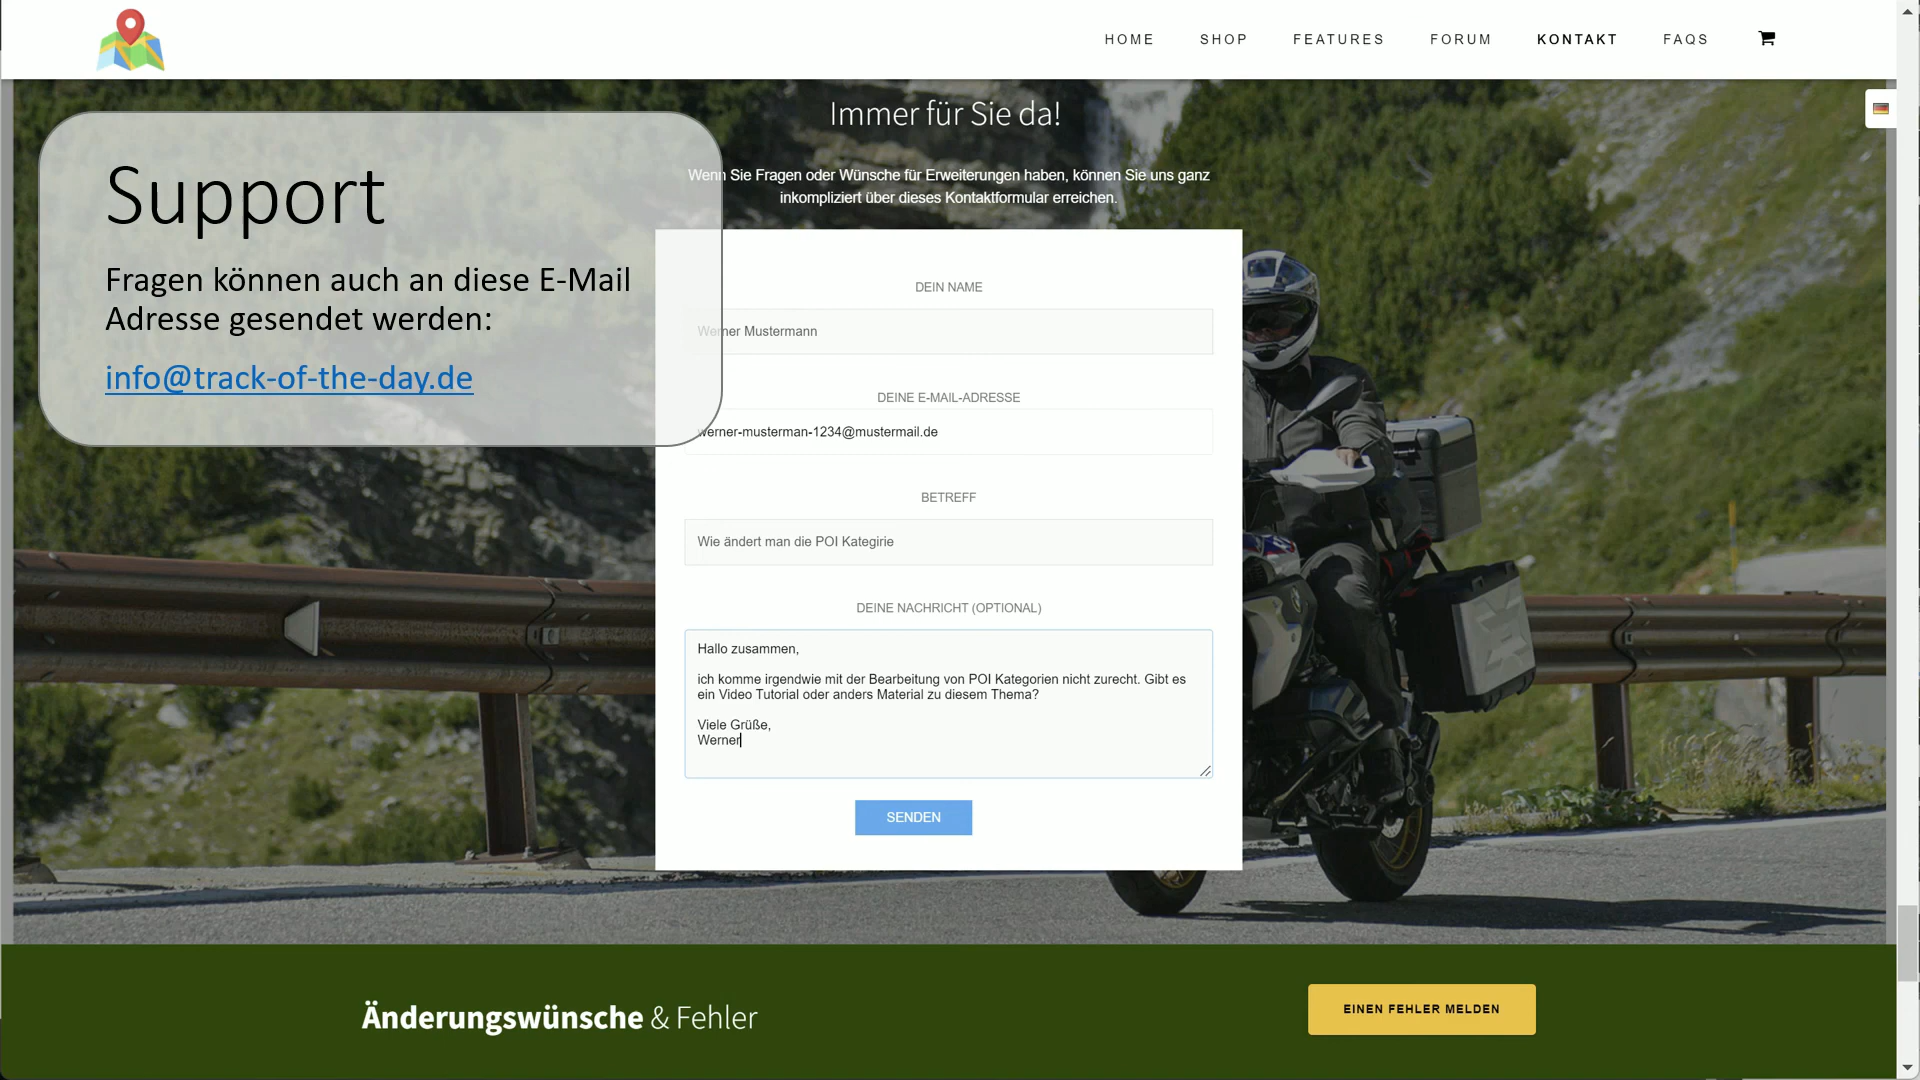 HOME SHOP FEATURES FORUM KONTAKT FAQS
Immer für Sie da!
Wenn Sie Fragen oder Wünsche für Erweiterungen haben, können Sie uns ganz
inkompliziert über dieses Kontaktformular erreichen.
Support
Fragen können auch an diese E-Mail
Adresse gesendet werden:
info@track-of-the-day.de
DEIN NAME
Werner Mustermann
DEINE E-MAIL-ADRESSE
werner-musterman-1234@mustermail.de
BETREFF
Wie ändert man die POI Kategirie
DEINE NACHRICHT (OPTIONAL)
Hallo zusammen,
ich komme irgendwie mit der Bearbeitung von POI Kategorien nicht zurecht. Gibt es
ein Video Tutorial oder anders Material zu diesem Thema?
Viele Grüße,
Werner
SENDEN
Änderungswünsche & Fehler
EINEN FEHLER MELDEN